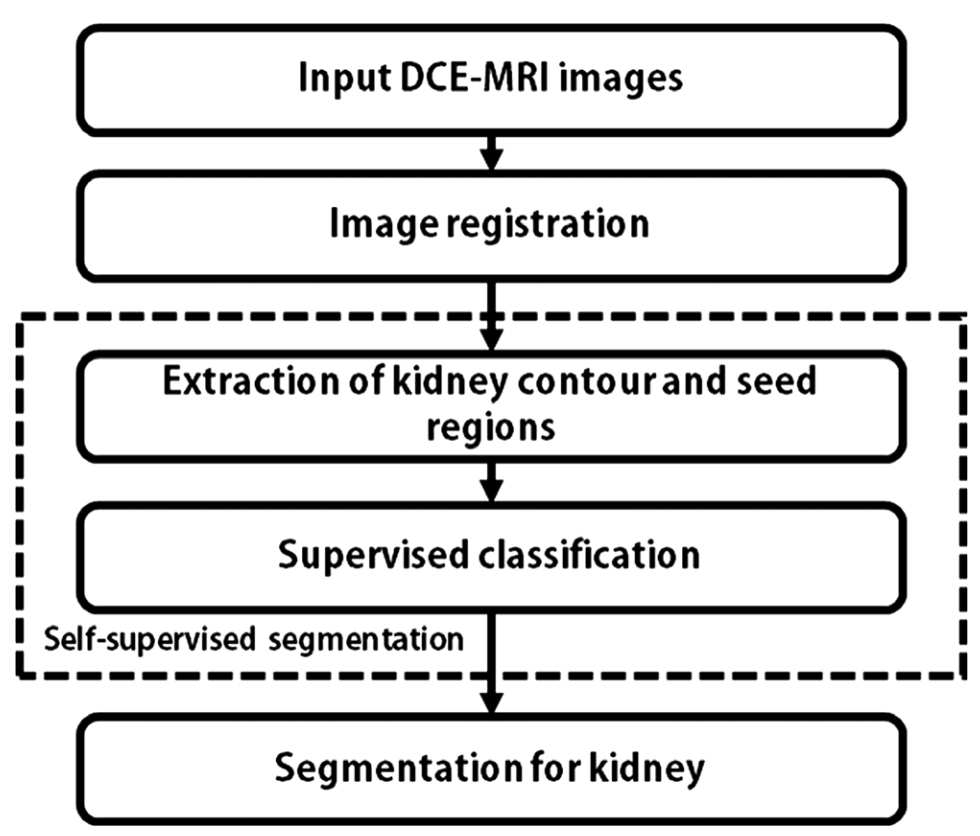 Input DCE-MRI images
Image registration
Extraction of kidney contour and seed
regions
Supervised classification
Self-supervised segmentation
Segmentation for kidney